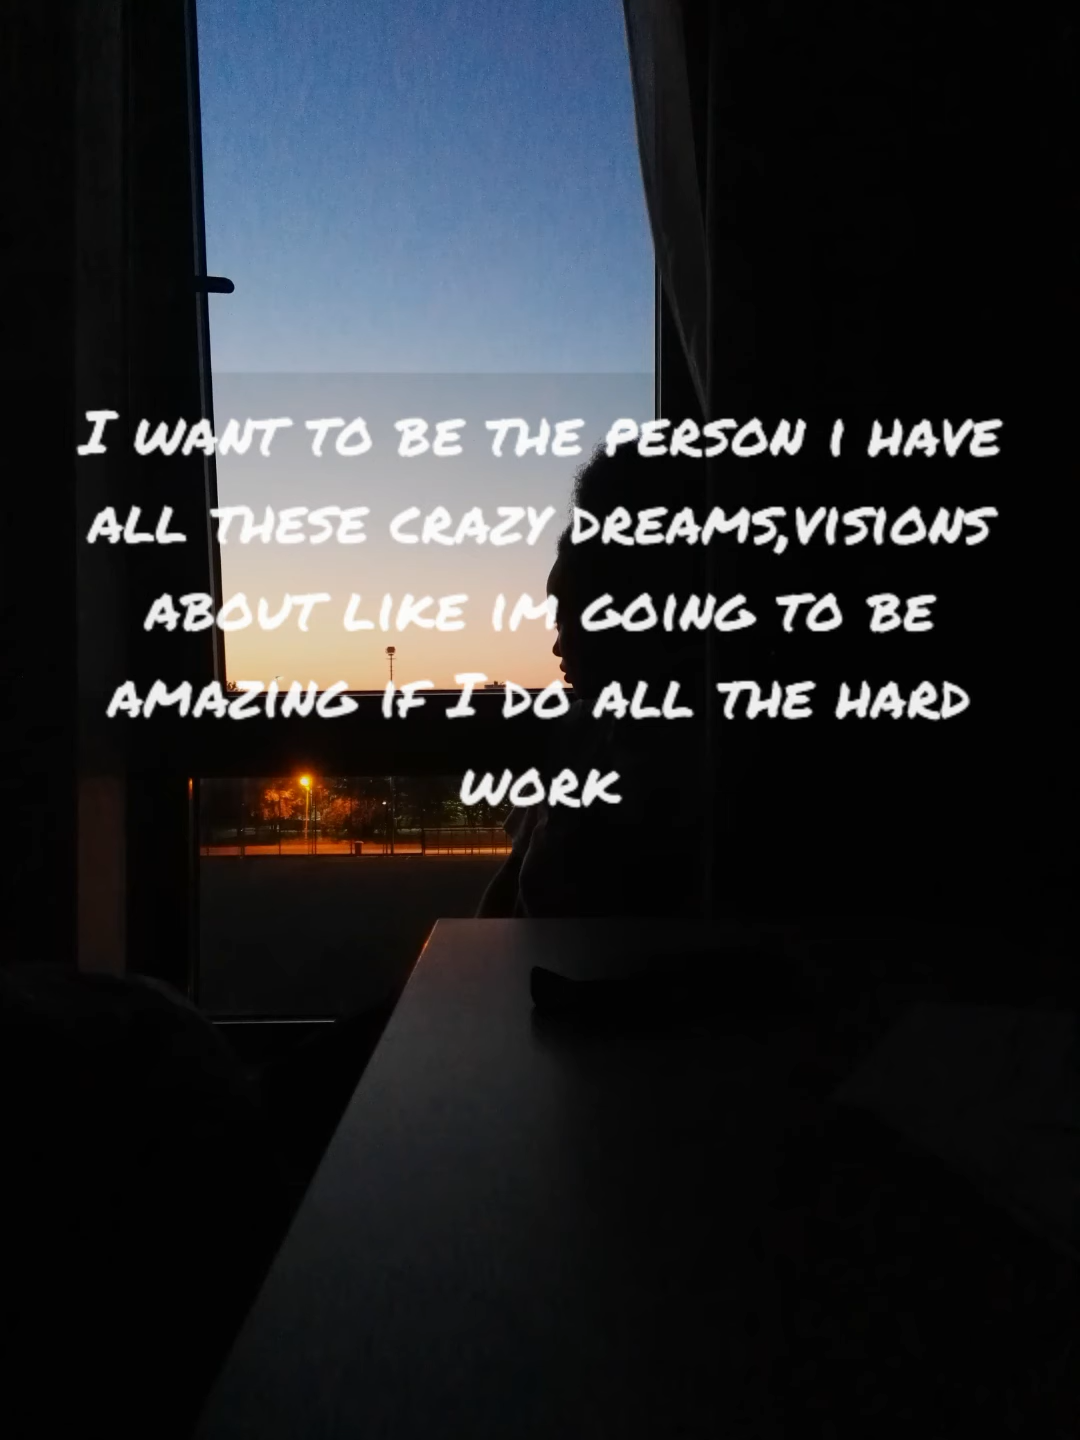 I WANT TO BE THE PERSON I HAVE
ALL THESE CRAZY DREAMS,VISIONS
ABOUT LIKE IM GOING TO BE
AMAZING IF I DO ALL THE HARD
WORK